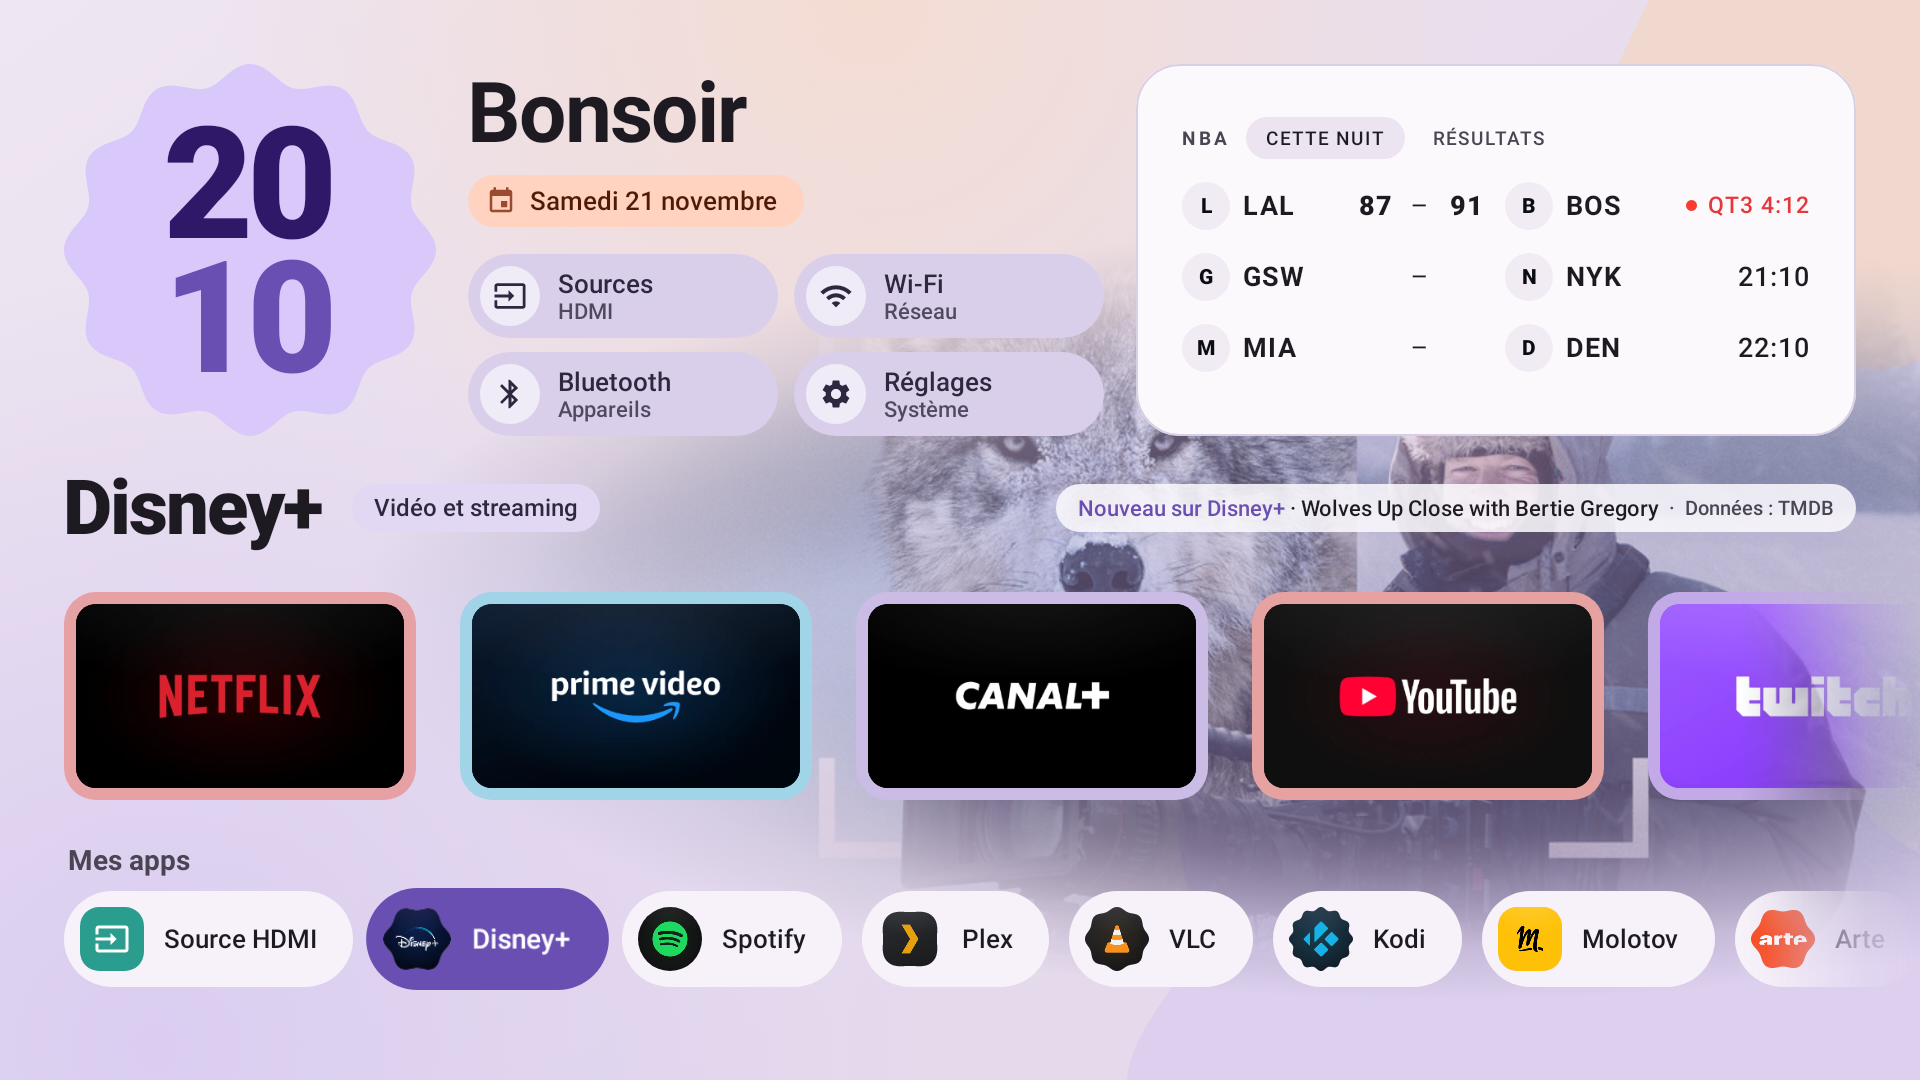 20
10
Bonsoir
Samedi 21 novembre
Sources
HDMI
Wi-Fi
Réseau
Bluetooth
Appareils
Réglages
Système
NBA CETTE NUIT RÉSULTATS
L LAL 87 – 91 B BOS QT3 4:12
G GSW – N NYK 21:10
M MIA – D DEN 22:10
Disney+ Vidéo et streaming
Nouveau sur Disney+ · Wolves Up Close with Bertie Gregory · Données : TMDB
NETFLIX
prime video
CANAL+
YouTube
twitch
Mes apps
Source HDMI
Disney+ Disney+
Spotify
Plex
VLC
Kodi
M Molotov
arte Arte